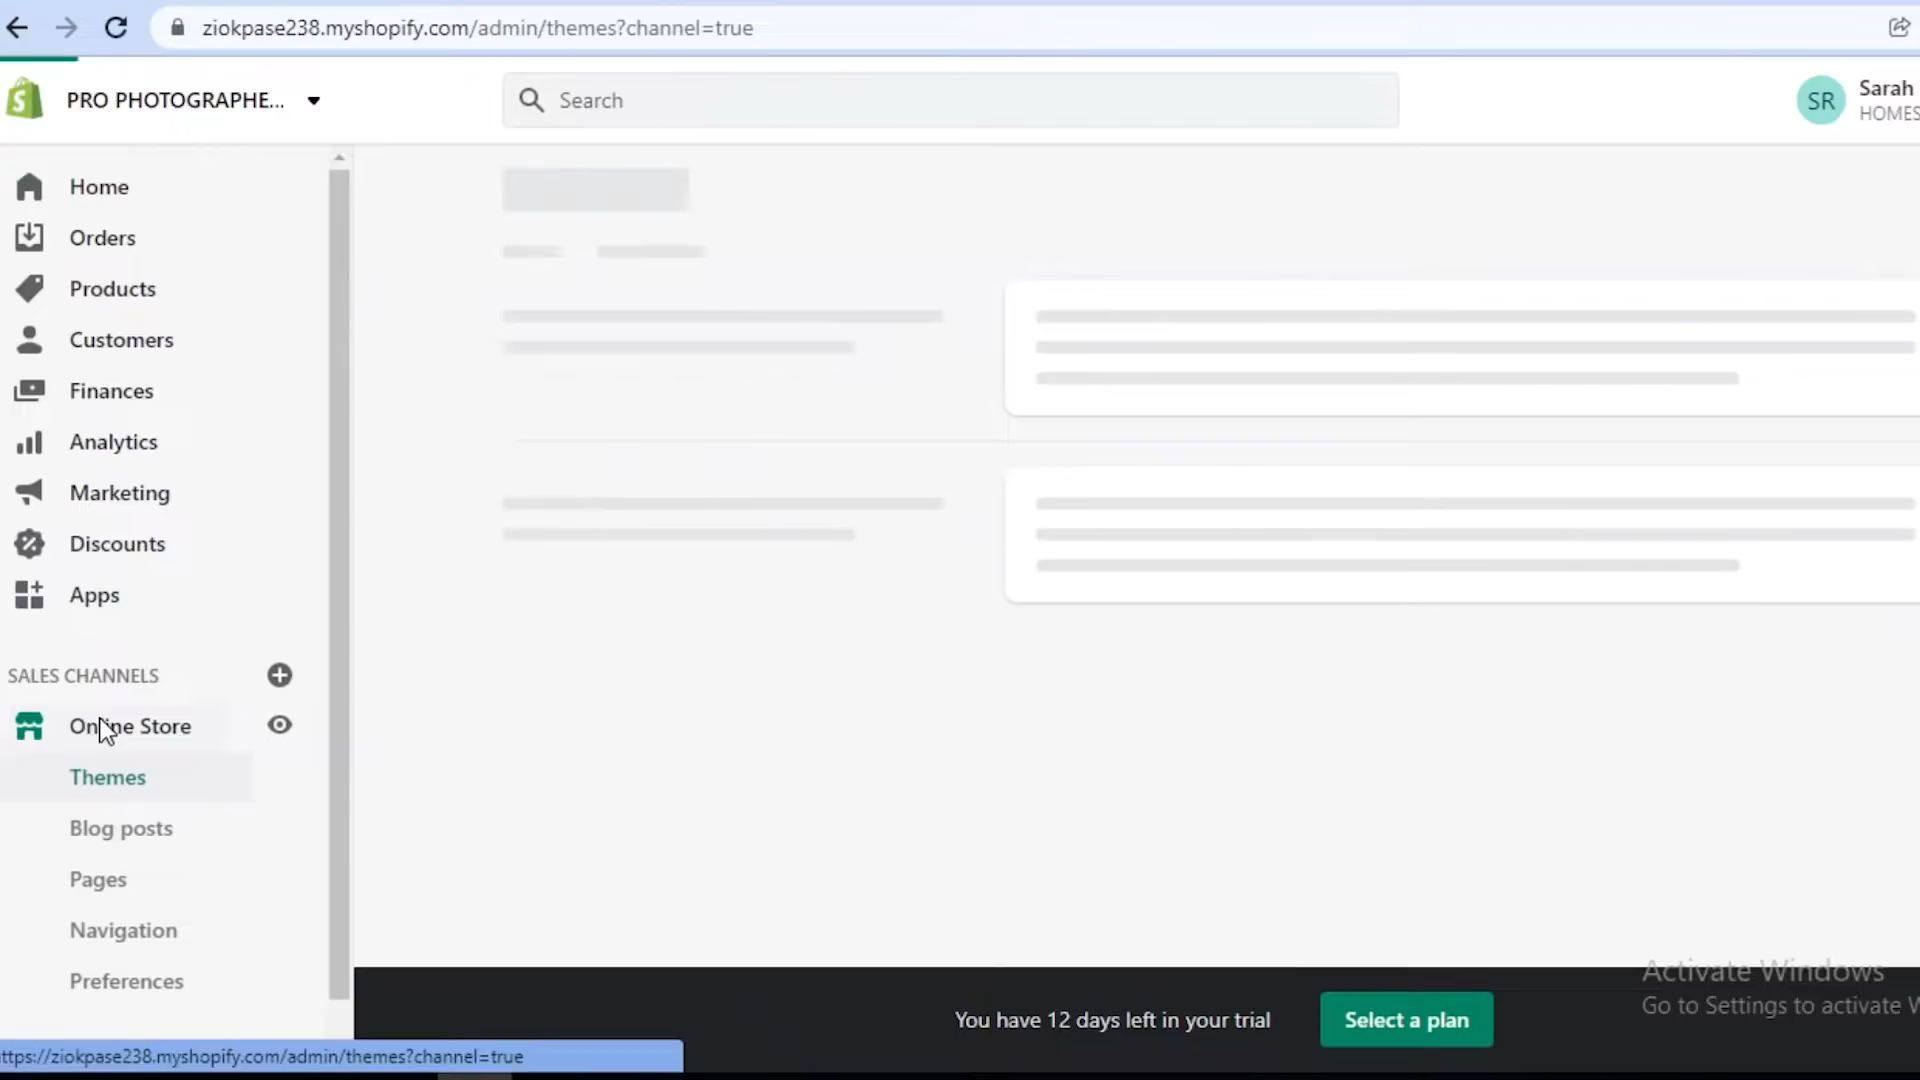 ziokpase238.myshopify.com/admin/themes?channel=true
PRO PHOTOGRAPHE...
Search
SR
Sarah
HOMES
Home
Orders
Products
Customers
Finances
Analytics
Marketing
Discounts
Apps
SALES CHANNELS
Online Store
Themes
Blog posts
Pages
Navigation
Preferences
You have 12 days left in your trial
Select a plan
Activate Windows
Go to Settings to activate W
ttps://ziokpase238.myshopify.com/admin/themes?channel=true